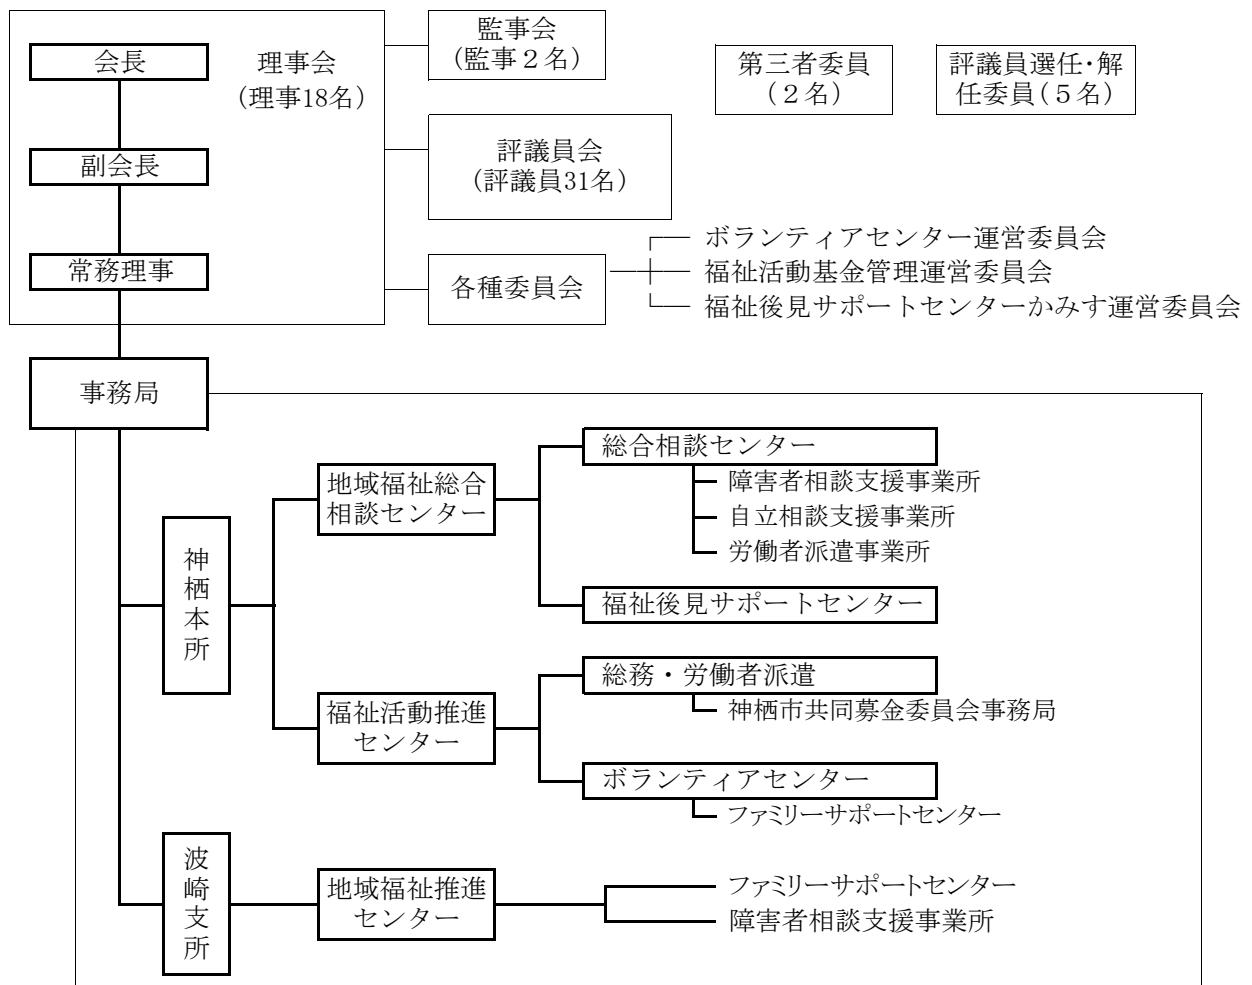 会長
理事会
(理事18名)
副会長
常務理事
監事会
(監事２名)
評議員会
(評議員31名)
各種委員会
第三者委員
(２名)
評議員選任・解
任委員(５名)
ボランティアセンター運営委員会
福祉活動基金管理運営委員会
福祉後見サポートセンターかみす運営委員会
事務局
神栖本所
地域福祉総合
相談センター
総合相談センター
障害者相談支援事業所
自立相談支援事業所
労働者派遣事業所
福祉後見サポートセンター
福祉活動推進
センター
総務・労働者派遣
神栖市共同募金委員会事務局
ボランティアセンター
ファミリーサポートセンター
波崎支所
地域福祉推進
センター
ファミリーサポートセンター
障害者相談支援事業所